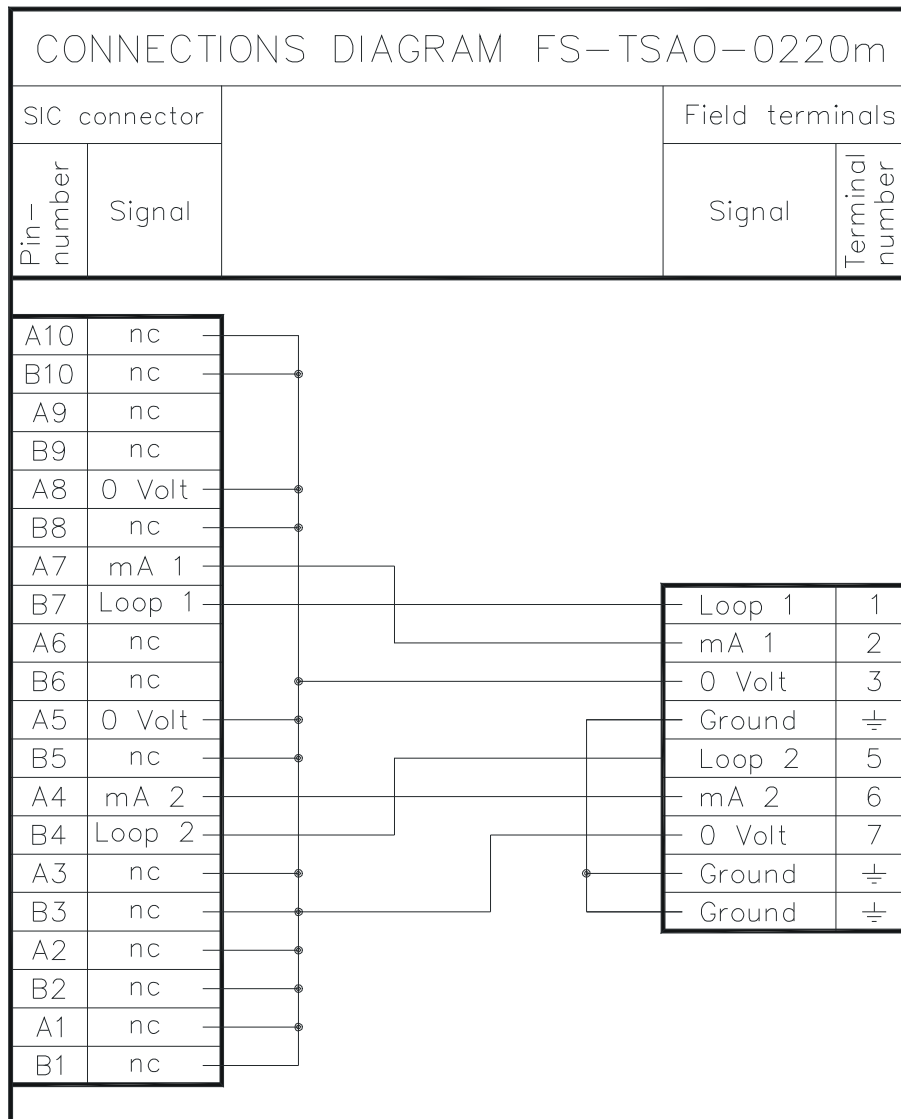 CONNECTIONS DIAGRAM FS-TSAO-0220m
SIC connector
Field terminals
Pin-
number
Signal
Signal
Terminal
number
A10 nc
B10 nc
A9 nc
B9 nc
A8 0 Volt
B8 nc
A7 mA 1
B7 Loop 1 Loop 1 1
A6 nc mA 1 2
B6 nc 0 Volt 3
A5 0 Volt Ground ⏚
B5 nc Loop 2 5
A4 mA 2 mA 2 6
B4 Loop 2 0 Volt 7
A3 nc Ground ⏚
B3 nc Ground ⏚
A2 nc
B2 nc
A1 nc
B1 nc